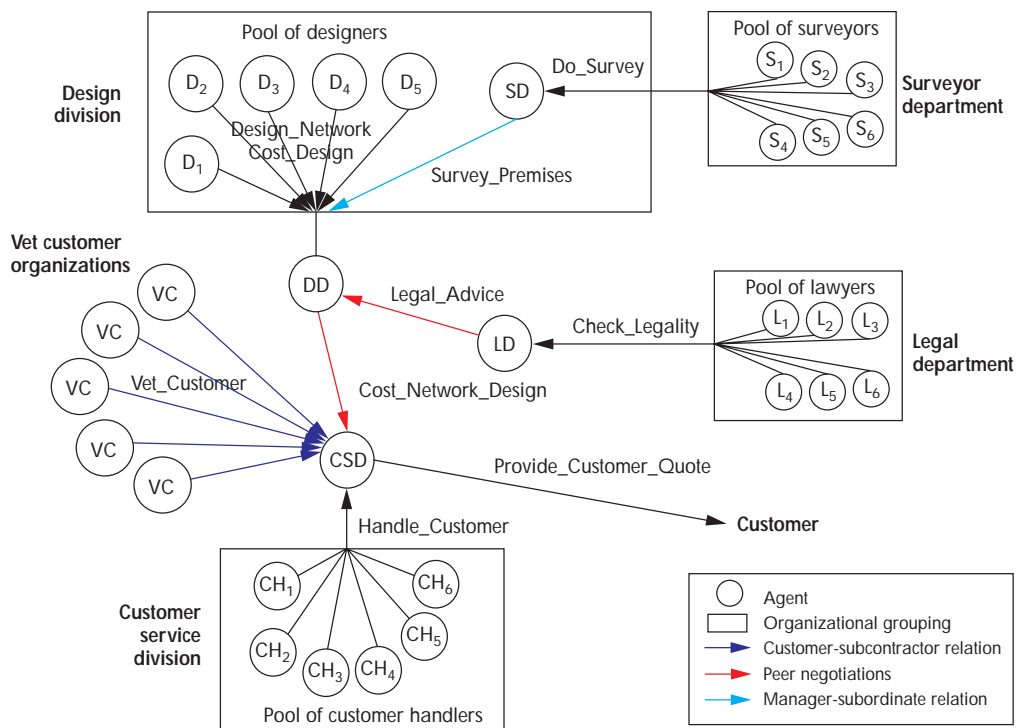 Pool of designers
D2
D3
D4
D5
D1
SD
Design_Network
Cost_Design
Survey_Premises
Design
division
Do_Survey
Pool of surveyors
S1
S2
S3
S4
S5
S6
Surveyor
department
Vet customer
organizations
VC
VC
VC
VC
VC
Vet_Customer
DD
Legal_Advice
LD
Check_Legality
Pool of lawyers
L1
L2
L3
L4
L5
L6
Legal
department
Cost_Network_Design
CSD
Provide_Customer_Quote
Customer
Handle_Customer
CH1
CH2
CH3
CH4
CH5
CH6
Pool of customer handlers
Customer
service
division
Agent
Organizational grouping
Customer-subcontractor relation
Peer negotiations
Manager-subordinate relation